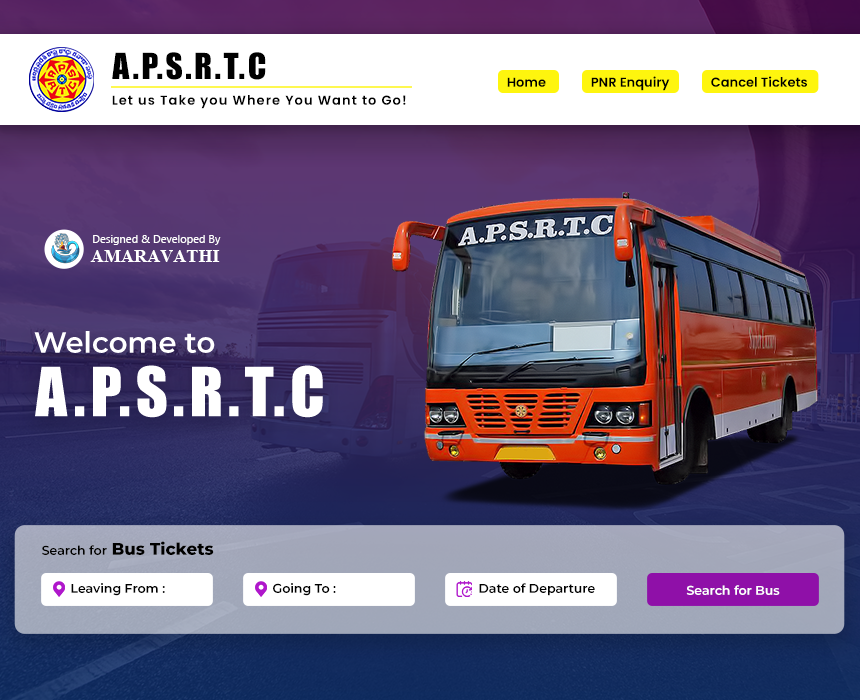 A.P.S.R.T.C
Let us Take you Where You Want to Go!
Home
PNR Enquiry
Cancel Tickets
Designed & Developed By
AMARAVATHI
A.P.S.R.T.C
Welcome to
A.P.S.R.T.C
Search for Bus Tickets
Leaving From :
Going To :
Date of Departure
Search for Bus